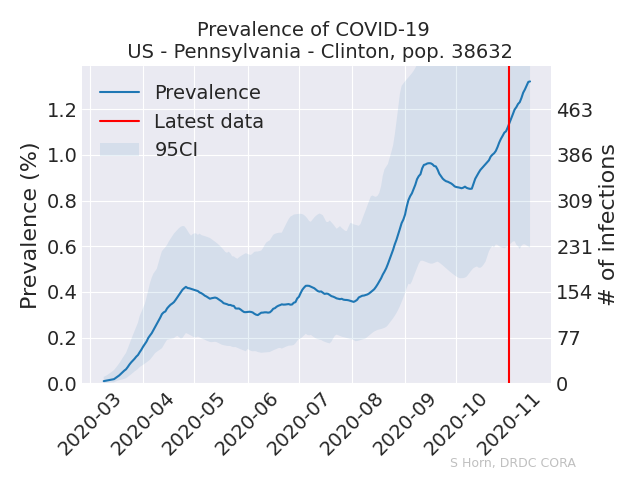 Prevalence of COVID-19
US - Pennsylvania - Clinton, pop. 38632
Prevalence
Latest data
95CI
Prevalence (%)
1.2
1.0
0.8
0.6
0.4
0.2
0.0
463
386
309
231
154
77
0
# of infections
2020-03
2020-04
2020-05
2020-06
2020-07
2020-08
2020-09
2020-10
2020-11
S Horn, DRDC CORA